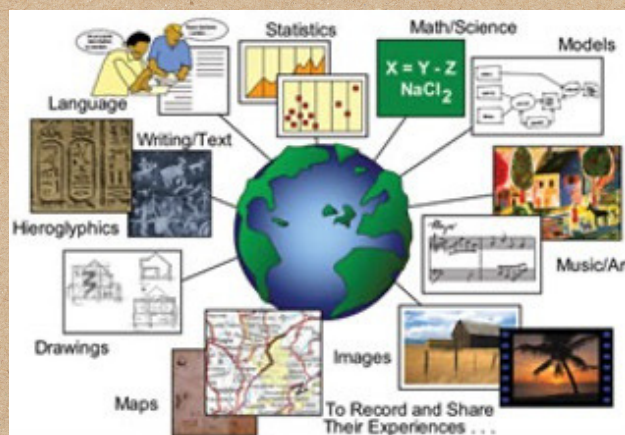 Statistics
Math/Science
Models
X = Y - Z
NaCl2
Language
Writing/Text
Hieroglyphics
Music/Ar
Drawings
Images
Maps
To Record and Share
Their Experiences . . .